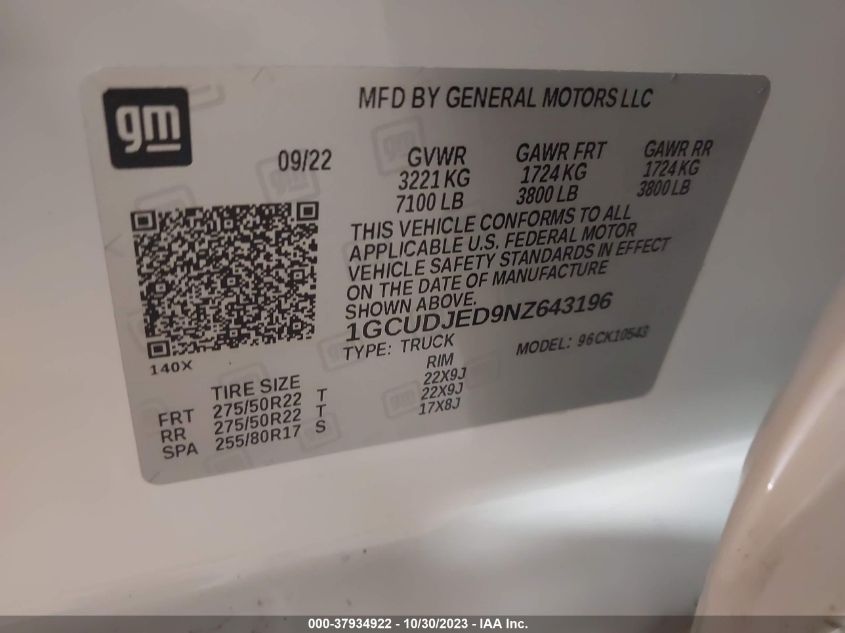 gm
MFD BY GENERAL MOTORS LLC
09/22 GVWR GAWR FRT GAWR RR
3221 KG 1724 KG 1724 KG
7100 LB 3800 LB 3800 LB
THIS VEHICLE CONFORMS TO ALL
APPLICABLE U.S. FEDERAL MOTOR
VEHICLE SAFETY STANDARDS IN EFFECT
ON THE DATE OF MANUFACTURE
SHOWN ABOVE.
1GCUDJED9NZ643196
TYPE: TRUCK MODEL: 96CK10543
140X
TIRE SIZE RIM
FRT 275/50R22 T 22X9J
RR 275/50R22 T 22X9J
SPA 255/80R17 S 17X8J
000-37934922 - 10/30/2023 - IAA Inc.